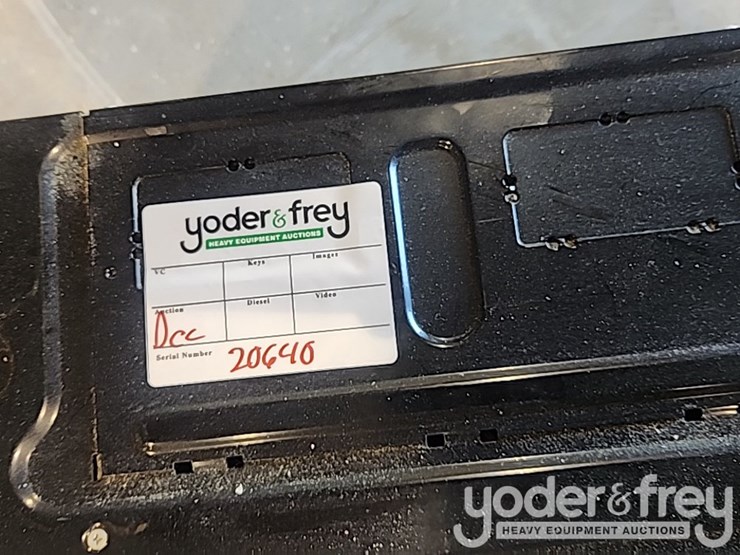 yoder&frey
HEAVY EQUIPMENT AUCTIONS
VC Keys Images
Auction Diesel Video
Dec
Serial Number 20640
yoder&frey
HEAVY EQUIPMENT AUCTIONS